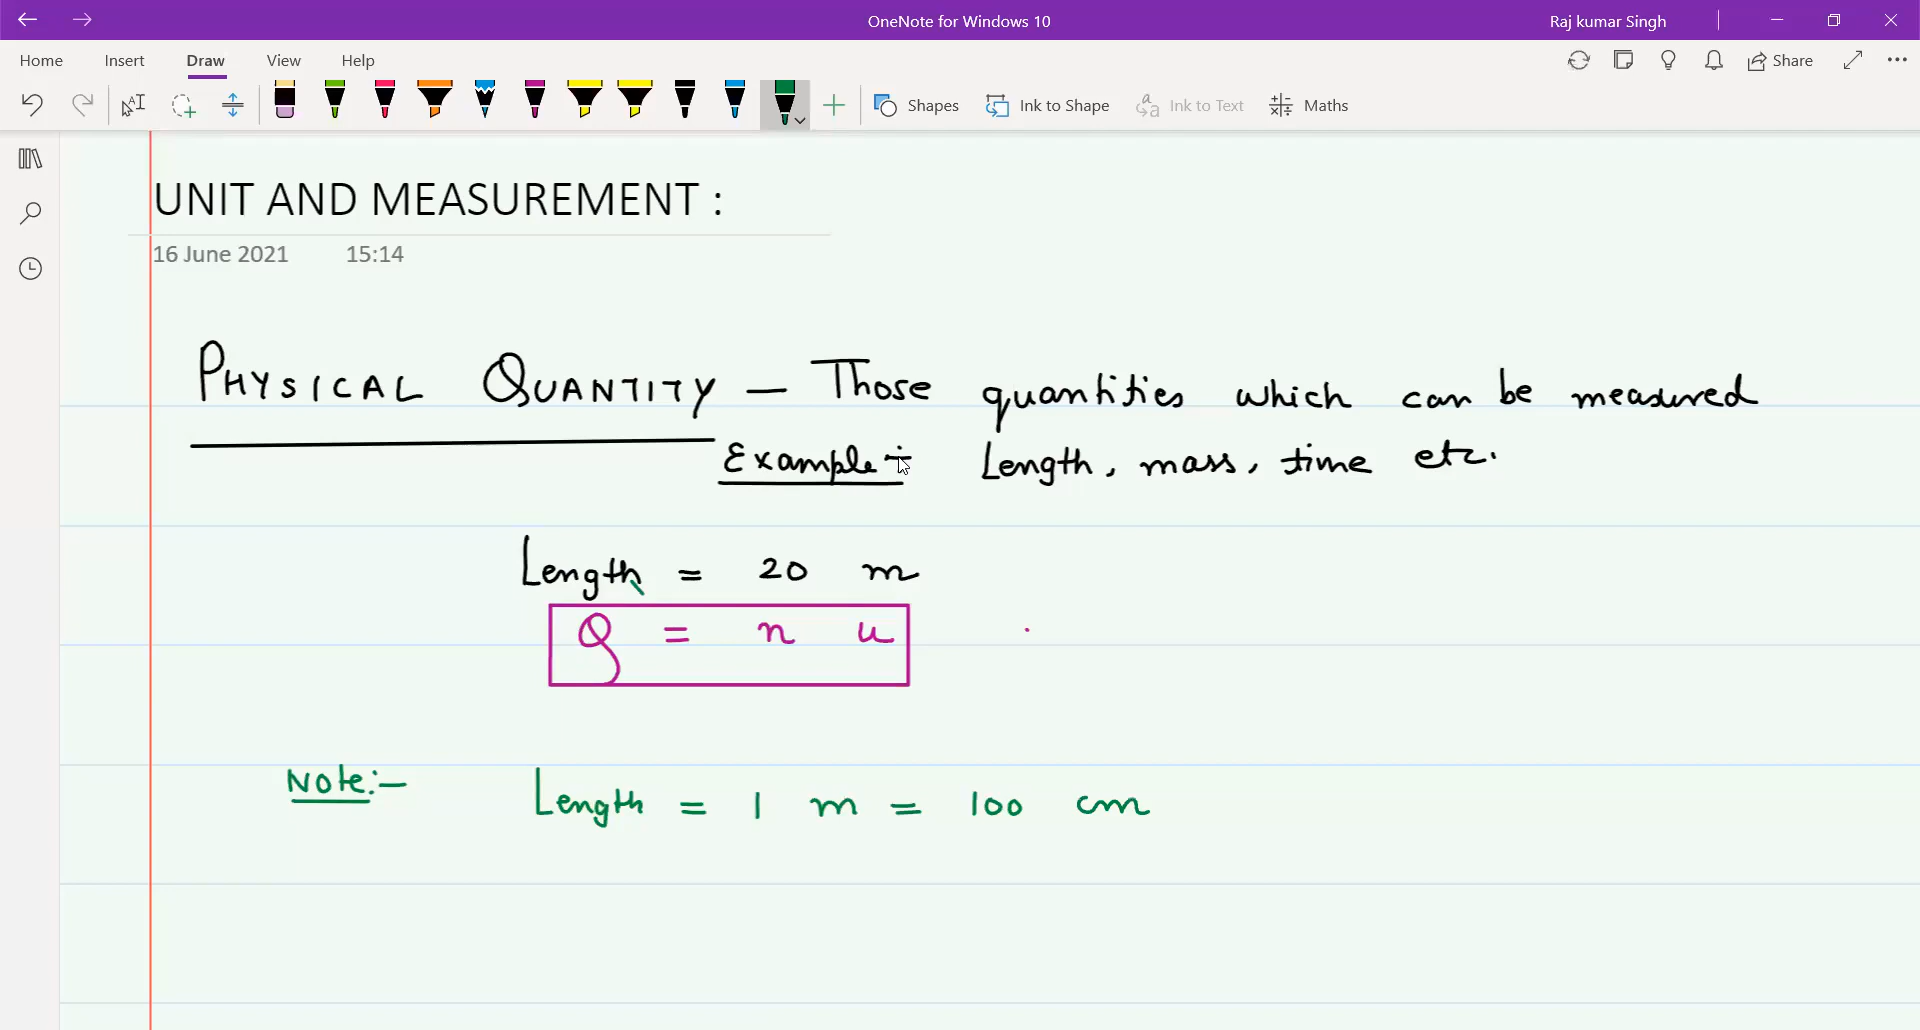 OneNote for Windows 10
Raj kumar Singh
Home Insert Draw View Help
Share
Shapes Ink to Shape Ink to Text Maths
UNIT AND MEASUREMENT :
16 June 2021 15:14
PHYSICAL QUANTITY — Those quantities which can be measured
Example :- Length, mass, time etc.
Length = 20 m
Q = n u
Note:- Length = 1 m = 100 cm